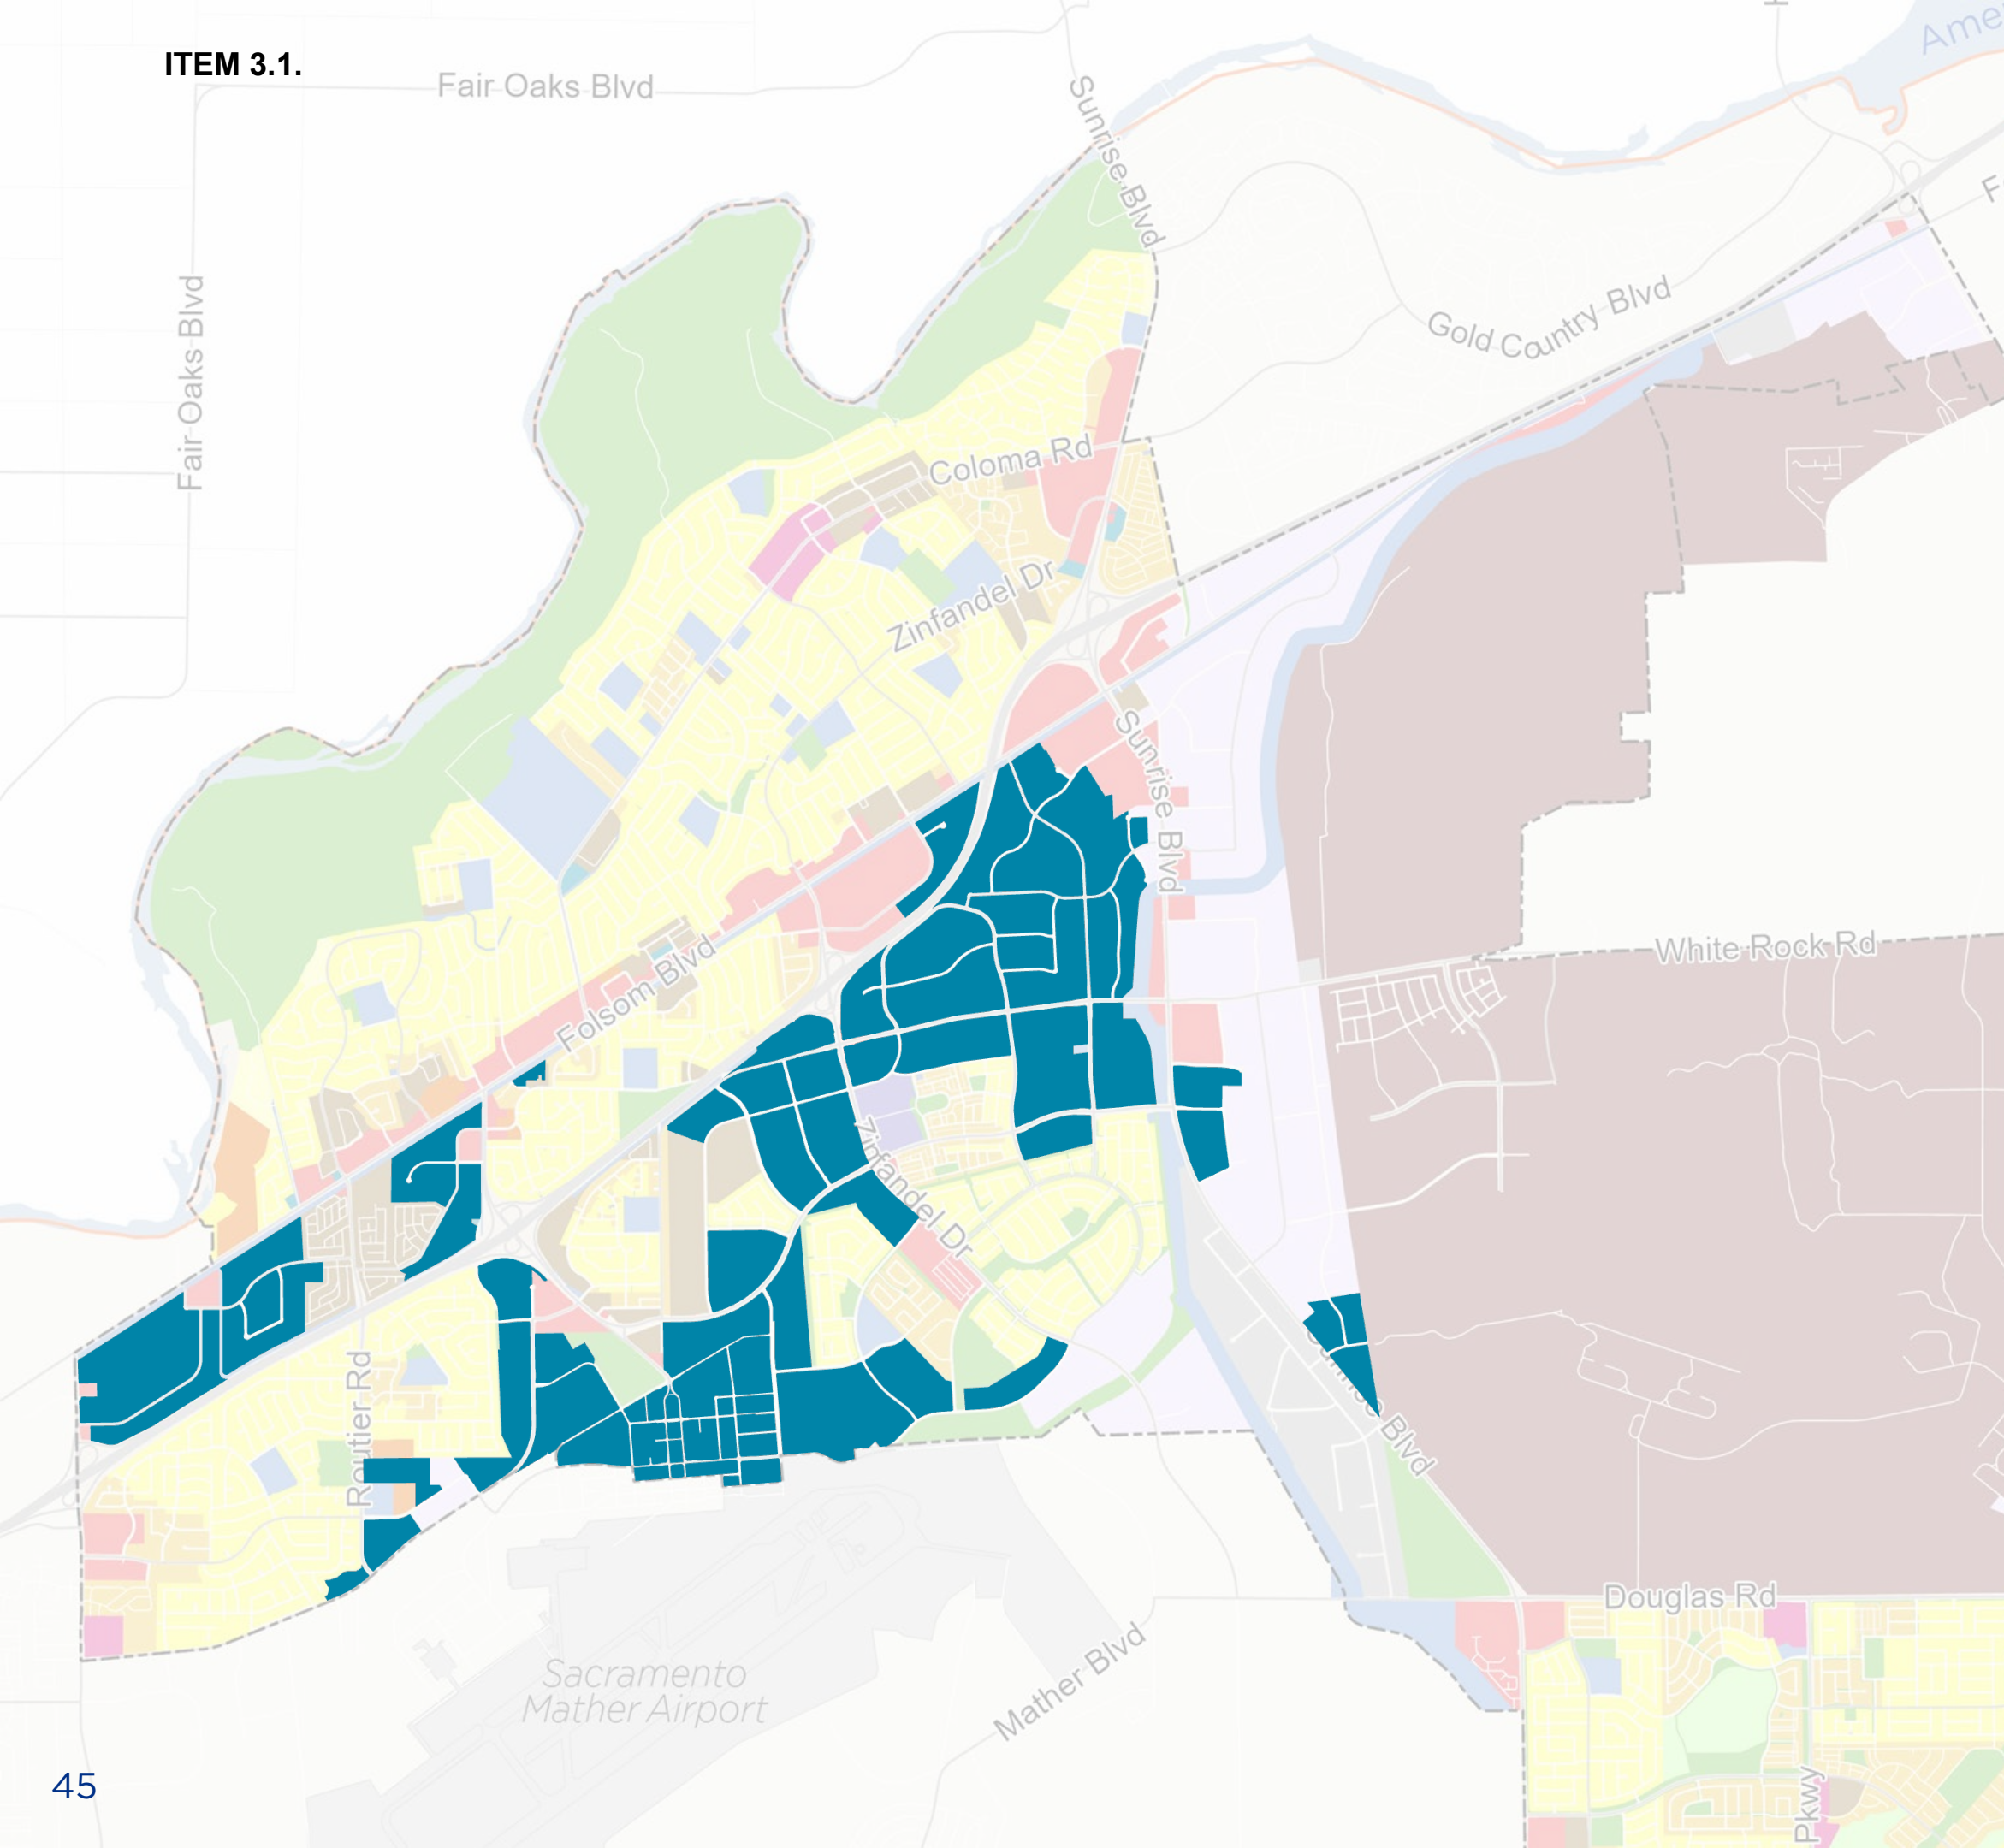 ITEM 3.1.
Fair Oaks Blvd
Sunrise Blvd
Fair Oaks Blvd
Gold Country Blvd
Coloma Rd
Zinfandel Dr
Sunrise Blvd
White Rock Rd
Folsom Blvd
Zinfandel Dr
Routier Rd
Blvd
Douglas Rd
Sacramento
Mather Airport
Mather Blvd
Pkwy
45